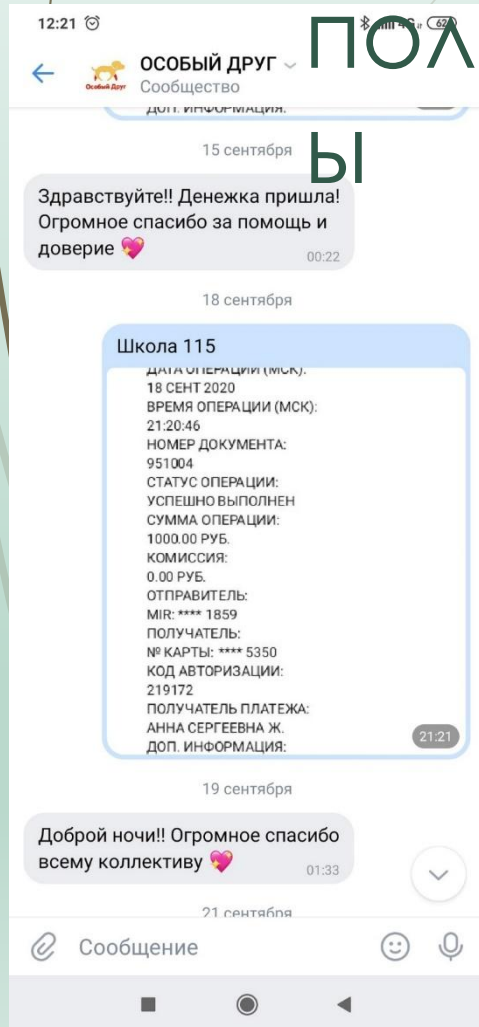 12:21
4G
62
ПОЛ
Ы
ОСОБЫЙ ДРУГ
Сообщество
Особый Друг
ДОП. ИНФОРМАЦИЯ:
15 сентября
Здравствуйте!! Денежка пришла!
Огромное спасибо за помощь и
доверие 💖
00:22
18 сентября
Школа 115
ДАТА ОПЕРАЦИИ (МСК):
18 СЕНТ 2020
ВРЕМЯ ОПЕРАЦИИ (МСК):
21:20:46
НОМЕР ДОКУМЕНТА:
951004
СТАТУС ОПЕРАЦИИ:
УСПЕШНО ВЫПОЛНЕН
СУММА ОПЕРАЦИИ:
1000.00 РУБ.
КОМИССИЯ:
0.00 РУБ.
ОТПРАВИТЕЛЬ:
MIR: **** 1859
ПОЛУЧАТЕЛЬ:
№ КАРТЫ: **** 5350
КОД АВТОРИЗАЦИИ:
219172
ПОЛУЧАТЕЛЬ ПЛАТЕЖА:
АННА СЕРГЕЕВНА Ж.
ДОП. ИНФОРМАЦИЯ:
21:21
19 сентября
Доброй ночи!! Огромное спасибо
всему коллективу 💖
01:33
21 сентября
Сообщение